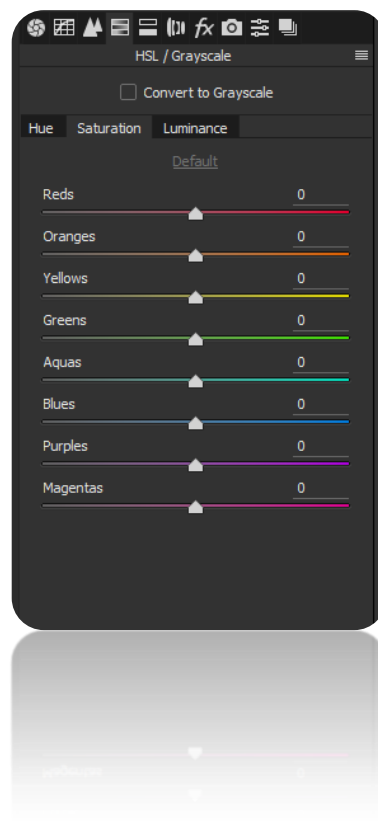 fx
HSL / Grayscale
Convert to Grayscale
Hue Saturation Luminance
Default
Reds 0
Oranges 0
Yellows 0
Greens 0
Aquas 0
Blues 0
Purples 0
Magentas 0